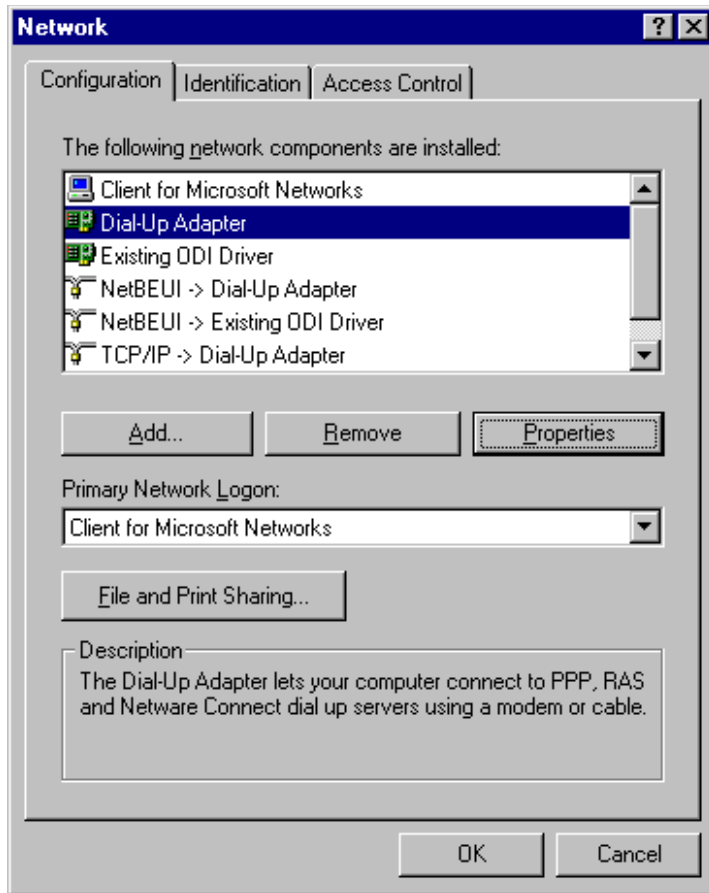 Network
Configuration Identification Access Control
The following network components are installed:
Client for Microsoft Networks
Dial-Up Adapter
Existing ODI Driver
NetBEUI -> Dial-Up Adapter
NetBEUI -> Existing ODI Driver
TCP/IP -> Dial-Up Adapter
Add... Remove Properties
Primary Network Logon:
Client for Microsoft Networks
File and Print Sharing...
Description
The Dial-Up Adapter lets your computer connect to PPP, RAS
and Netware Connect dial up servers using a modem or cable.
OK Cancel